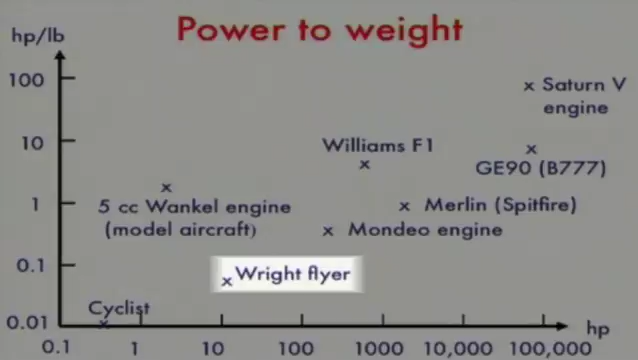 Power to weight
hp/lb
100
10
1
0.1
0.01
Saturn V
engine
Williams F1
GE90 (B777)
5 cc Wankel engine
(model aircraft)
Merlin (Spitfire)
Mondeo engine
Wright flyer
Cyclist
hp
0.1
1
10
100
1000
10,000
100,000